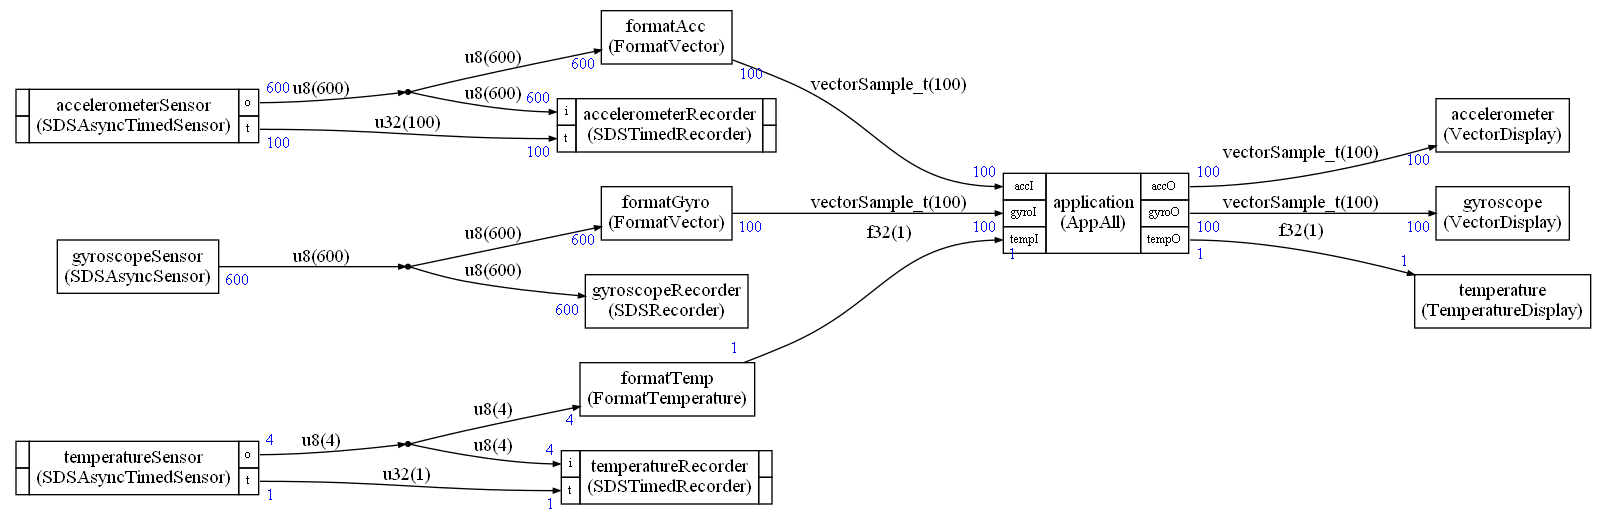 formatAcc
(FormatVector)
u8(600)
600
100
accelerometerSensor
(SDSAsyncTimedSensor)
o
t
600
u8(600)
100
u32(100)
u8(600)
600
100
i
t
accelerometerRecorder
(SDSTimedRecorder)
vectorSample_t(100)
100
formatGyro
(FormatVector)
u8(600)
600
100
vectorSample_t(100)
100
gyroscopeSensor
(SDSAsyncSensor)
600
u8(600)
u8(600)
600
gyroscopeRecorder
(SDSRecorder)
f32(1)
1
accI
gyroI
tempI
application
(AppAll)
accO
gyroO
tempO
100
vectorSample_t(100)
100
accelerometer
(VectorDisplay)
100
vectorSample_t(100)
100
gyroscope
(VectorDisplay)
1
f32(1)
1
temperature
(TemperatureDisplay)
1
formatTemp
(FormatTemperature)
u8(4)
4
temperatureSensor
(SDSAsyncTimedSensor)
o
t
4
u8(4)
1
u32(1)
u8(4)
4
1
i
t
temperatureRecorder
(SDSTimedRecorder)